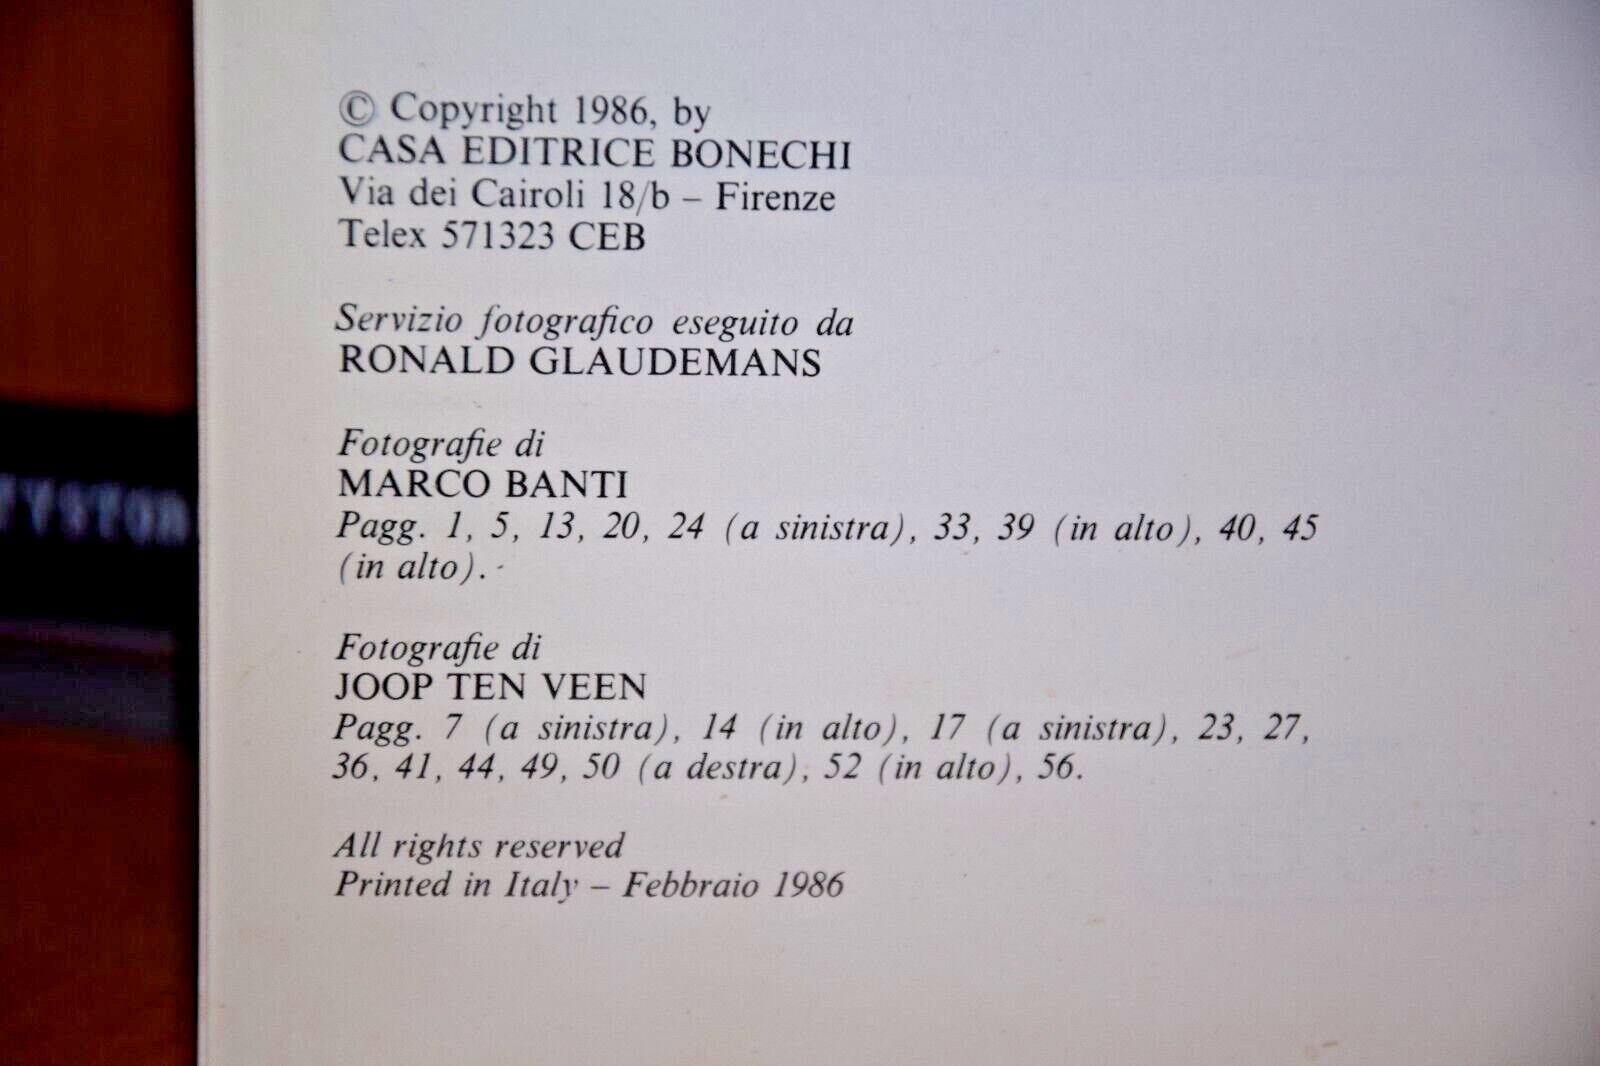 © Copyright 1986, by
CASA EDITRICE BONECHI
Via dei Cairoli 18/b – Firenze
Telex 571323 CEB
Servizio fotografico eseguito da
RONALD GLAUDEMANS
Fotografie di
MARCO BANTI
Pagg. 1, 5, 13, 20, 24 (a sinistra), 33, 39 (in alto), 40, 45
(in alto).
Fotografie di
JOOP TEN VEEN
Pagg. 7 (a sinistra), 14 (in alto), 17 (a sinistra), 23, 27,
36, 41, 44, 49, 50 (a destra), 52 (in alto), 56.
All rights reserved
Printed in Italy – Febbraio 1986